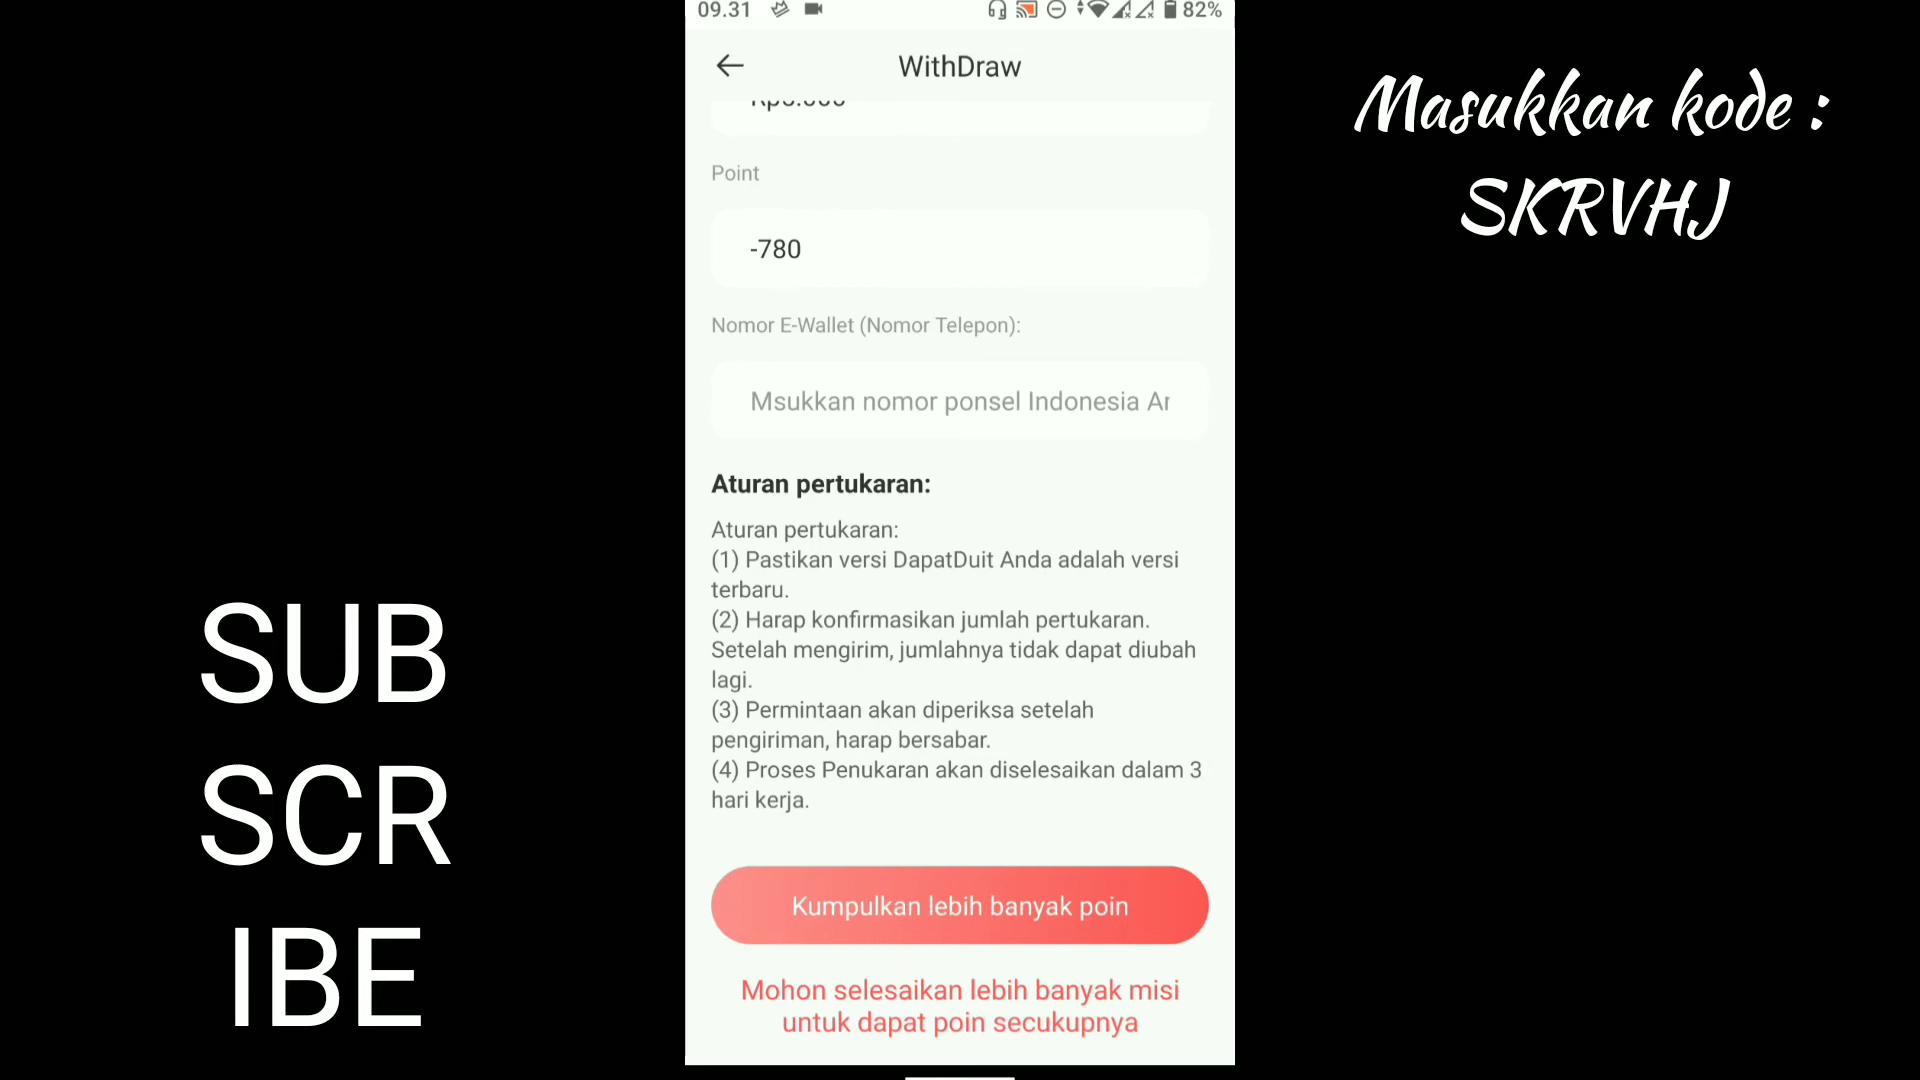 09.31
82%
WithDraw
Point
-780
Nomor E-Wallet (Nomor Telepon):
Msukkan nomor ponsel Indonesia Ar
Aturan pertukaran:
Aturan pertukaran:
(1) Pastikan versi DapatDuit Anda adalah versi
terbaru.
(2) Harap konfirmasikan jumlah pertukaran.
Setelah mengirim, jumlahnya tidak dapat diubah
lagi.
(3) Permintaan akan diperiksa setelah
pengiriman, harap bersabar.
(4) Proses Penukaran akan diselesaikan dalam 3
hari kerja.
Kumpulkan lebih banyak poin
Mohon selesaikan lebih banyak misi
untuk dapat poin secukupnya
Masukkan kode :
SKRVHJ
SUB
SCR
IBE